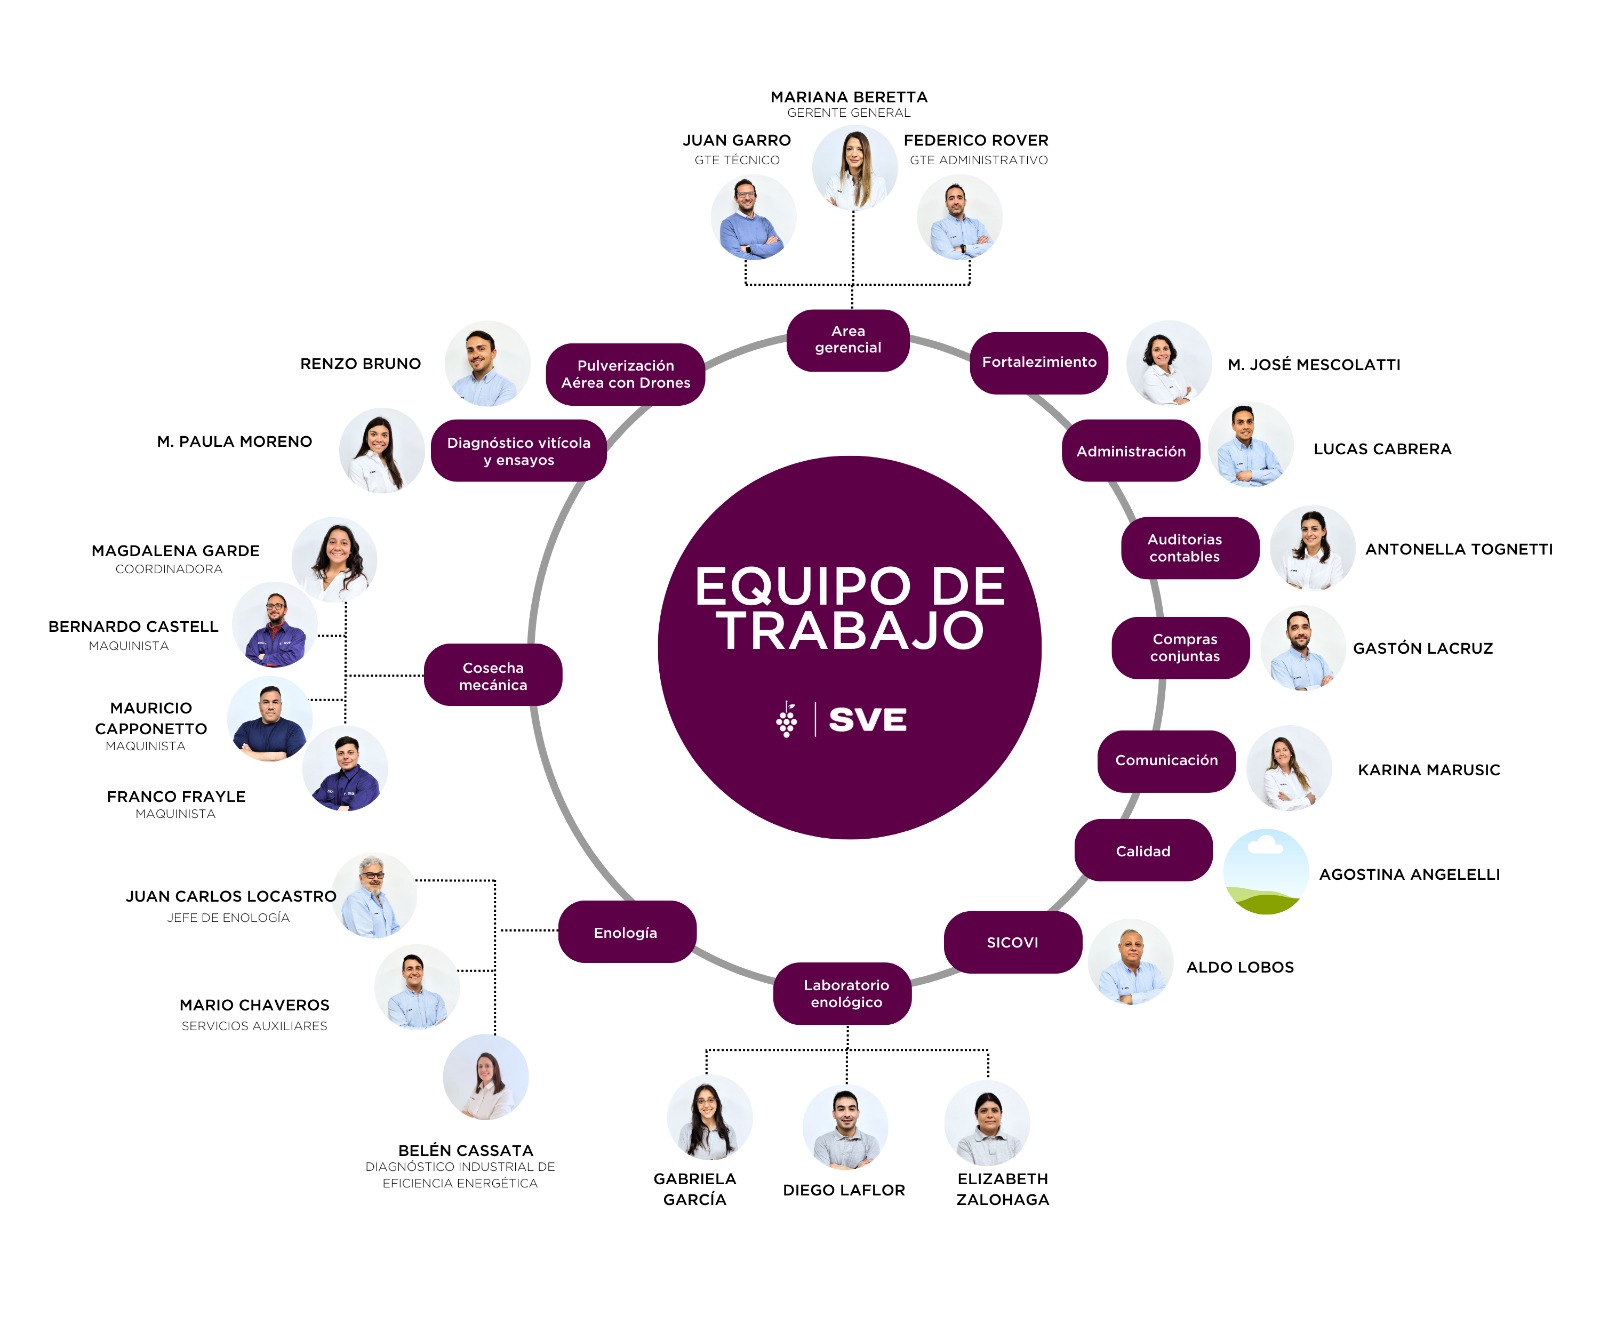 MARIANA BERETTA
GERENTE GENERAL
JUAN GARRO
GTE TÉCNICO
FEDERICO ROVER
GTE ADMINISTRATIVO
Area
gerencial
Fortalezimiento
M. JOSÉ MESCOLATTI
Administración
LUCAS CABRERA
Auditorias
contables
ANTONELLA TOGNETTI
Compras
conjuntas
GASTÓN LACRUZ
Comunicación
KARINA MARUSIC
Calidad
AGOSTINA ANGELELLI
SICOVI
ALDO LOBOS
Laboratorio
enológico
GABRIELA
GARCÍA
DIEGO LAFLOR
ELIZABETH
ZALOHAGA
Enología
JUAN CARLOS LOCASTRO
JEFE DE ENOLOGÍA
MARIO CHAVEROS
SERVICIOS AUXILIARES
BELÉN CASSATA
DIAGNÓSTICO INDUSTRIAL DE
EFICIENCIA ENERGÉTICA
Cosecha
mecánica
MAGDALENA GARDE
COORDINADORA
BERNARDO CASTELL
MAQUINISTA
MAURICIO
CAPPONETTO
MAQUINISTA
FRANCO FRAYLE
MAQUINISTA
Diagnóstico vitícola
y ensayos
M. PAULA MORENO
Pulverización
Aérea con Drones
RENZO BRUNO
EQUIPO DE
TRABAJO
SVE